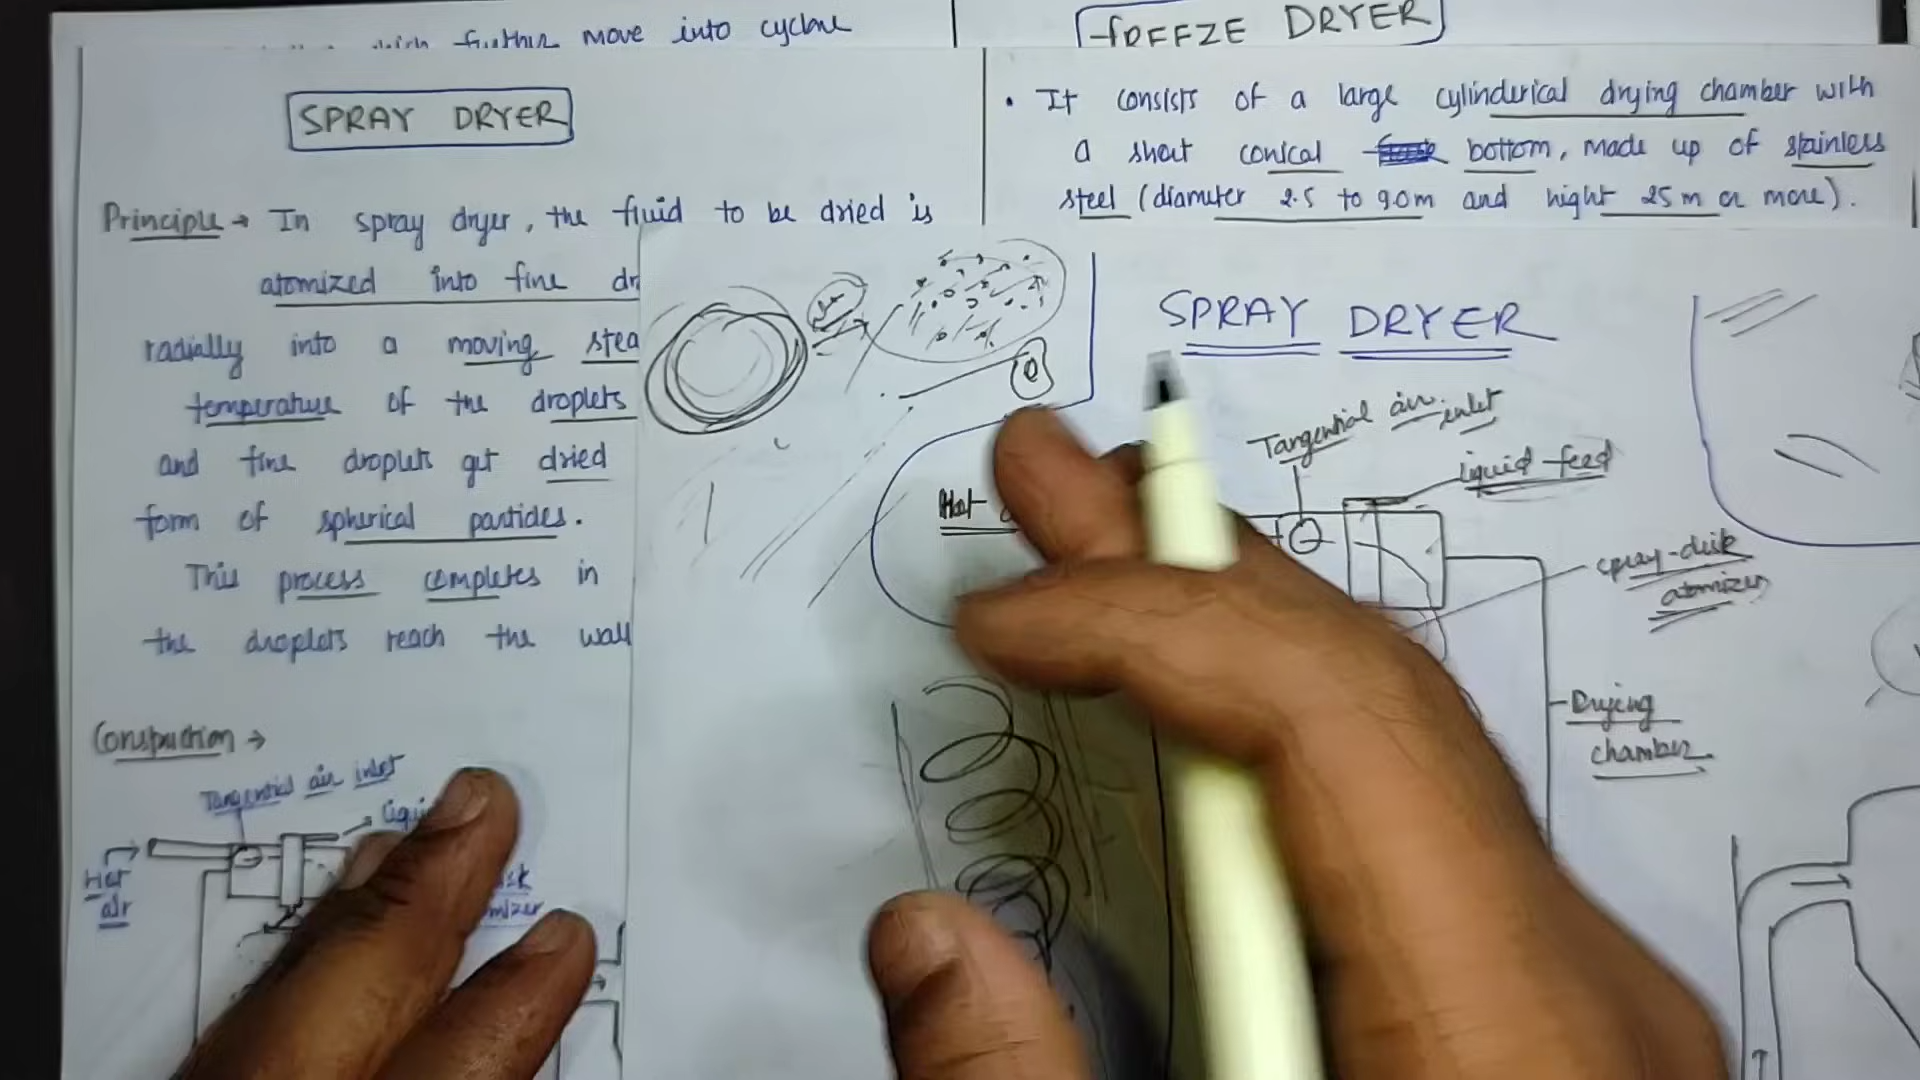 further move into cyclone
FREEZE DRYER
SPRAY DRYER
Principle → In spray dryer, the fluid to be dried is
atomized into fine
radially into a moving
temperature of the droplets
and fine droplets get dried
form of spherical particles.
This process completes in
the droplets reach the wall
Construction →
Tangential air inlet
Hot
air
• It consists of a large cylinderical drying chamber with
a short conical bottom, made up of stainless
steel (diameter 2.5 to 9.0m and hight 25 m or more).
SPRAY DRYER
Tangential air inlet
liquid feed
Hot
spray-disk
atomizer
Drying
chamber